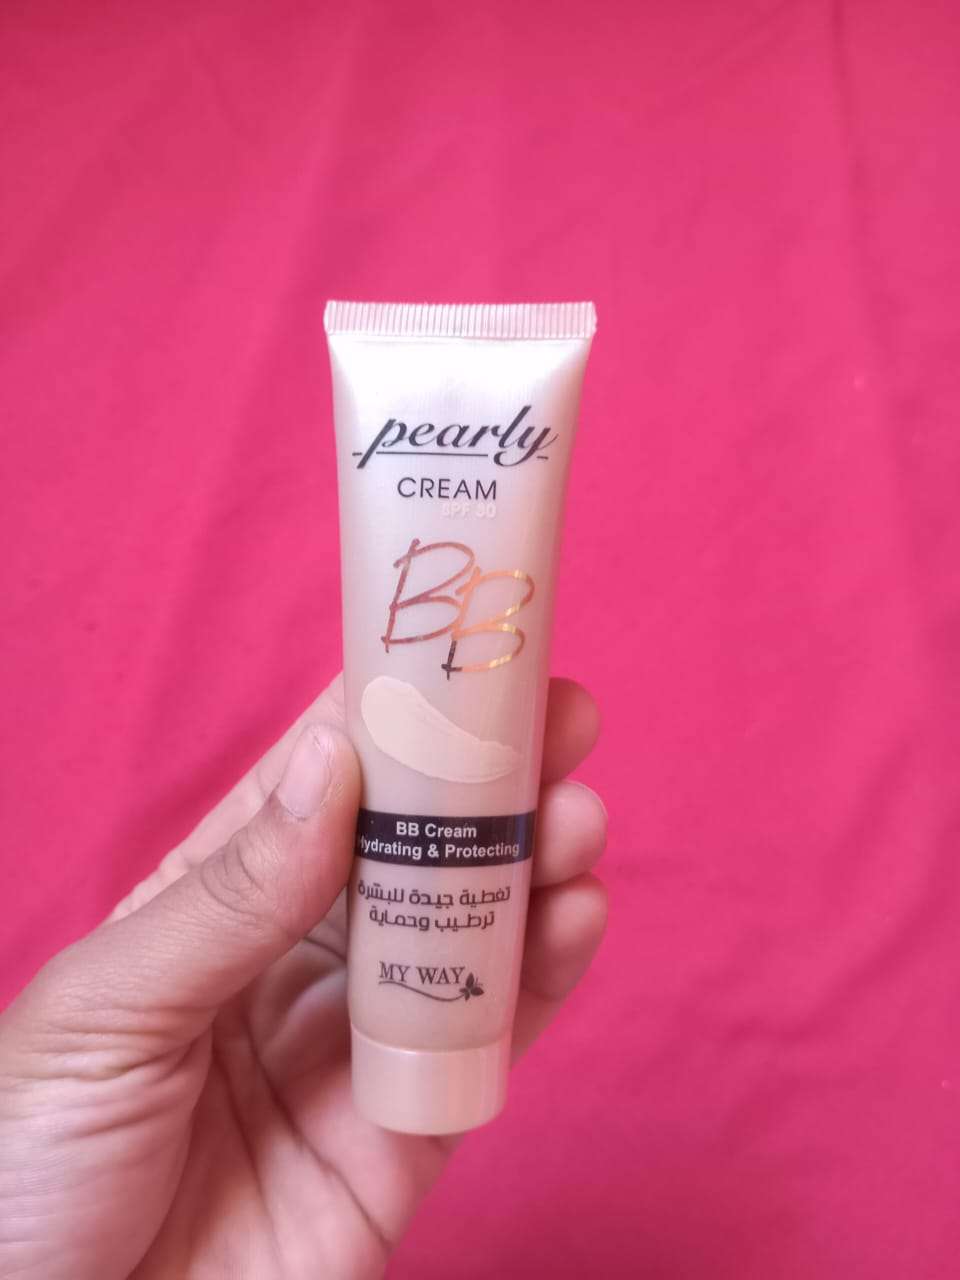 pearly
CREAM
SPF 30
BB
BB Cream
Hydrating & Protecting
تغطية جيدة للبشرة
ترطيب وحماية
MY WAY